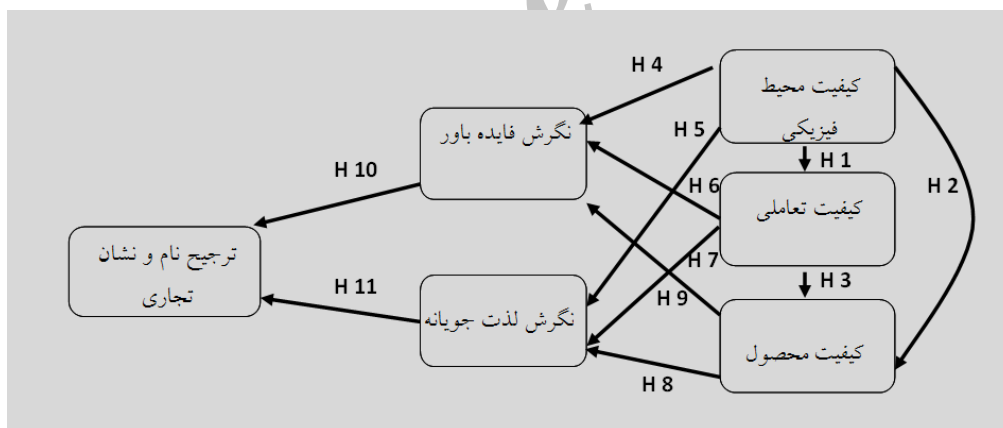 کیفیت محیط
فیزیکی
H 4
H 5
H 1
H 2
نگرش فایده باور
H 10
H 6
کیفیت تعاملی
H 7
ترجیح نام و نشان
تجاری
H 3
H 9
H 11
نگرش لذت جویانه
کیفیت محصول
H 8